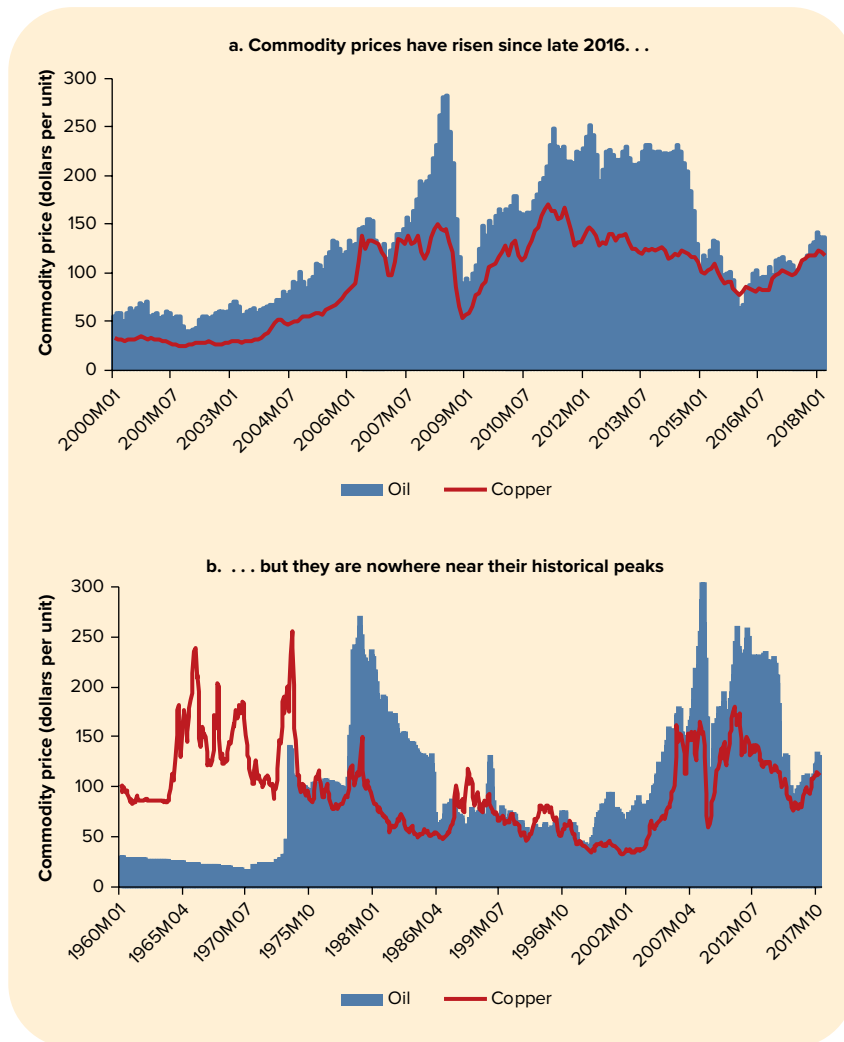 a. Commodity prices have risen since late 2016. . .
Commodity price (dollars per unit)
300
250
200
150
100
50
0
2000M01
2001M07
2003M01
2004M07
2006M01
2007M07
2009M01
2010M07
2012M01
2013M07
2015M01
2016M07
2018M01
Oil
Copper
b. . . . but they are nowhere near their historical peaks
Commodity price (dollars per unit)
300
250
200
150
100
50
0
1960M01
1965M04
1970M07
1975M10
1981M01
1986M04
1991M07
1996M10
2002M01
2007M04
2012M07
2017M10
Oil
Copper